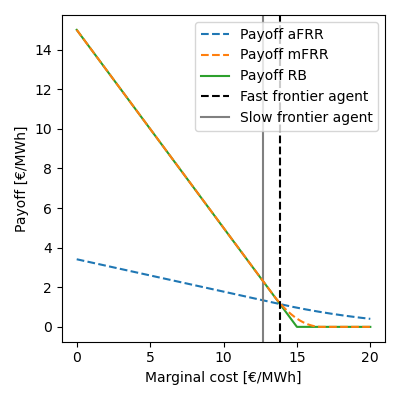 Payoff aFRR
Payoff mFRR
Payoff RB
Fast frontier agent
Slow frontier agent
Payoff [€/MWh]
14
12
10
8
6
4
2
0
0 5 10 15 20
Marginal cost [€/MWh]